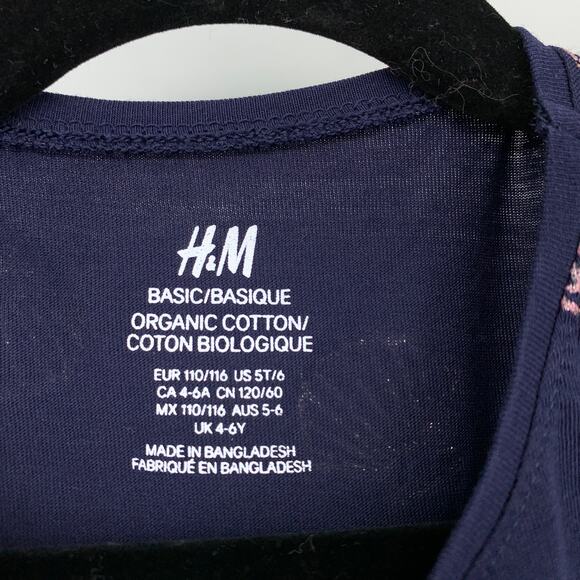 H&M
BASIC/BASIQUE
ORGANIC COTTON/
COTON BIOLOGIQUE
EUR 110/116 US 5T/6
CA 4-6A CN 120/60
MX 110/116 AUS 5-6
UK 4-6Y
MADE IN BANGLADESH
FABRIQUÉ EN BANGLADESH